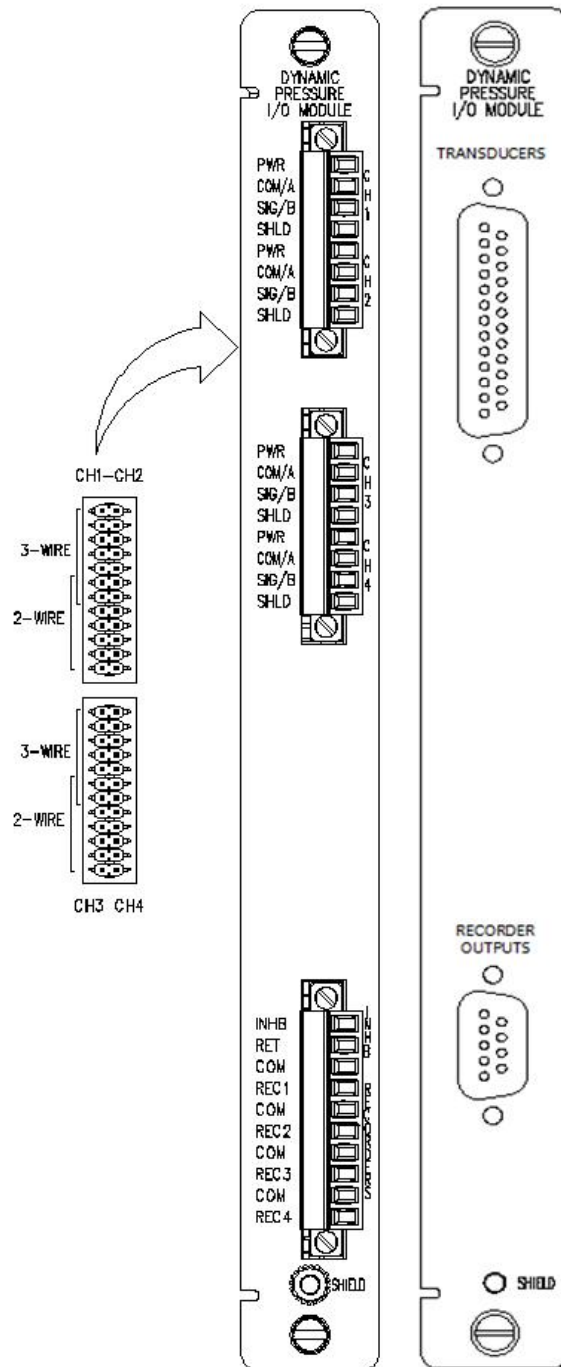 DYNAMIC
PRESSURE
I/O MODULE
PWR
COM/A
SIG/B
SHLD
PWR
COM/A
SIG/B
SHLD
CH1
CH2
PWR
COM/A
SIG/B
SHLD
PWR
COM/A
SIG/B
SHLD
CH3
CH4
CH1-CH2
3-WIRE
2-WIRE
3-WIRE
2-WIRE
CH3 CH4
INHB
RET
COM
REC1
COM
REC2
COM
REC3
COM
REC4
INHB
RECORDERS
SHIELD
DYNAMIC
PRESSURE
I/O MODULE
TRANSDUCERS
RECORDER
OUTPUTS
SHIELD